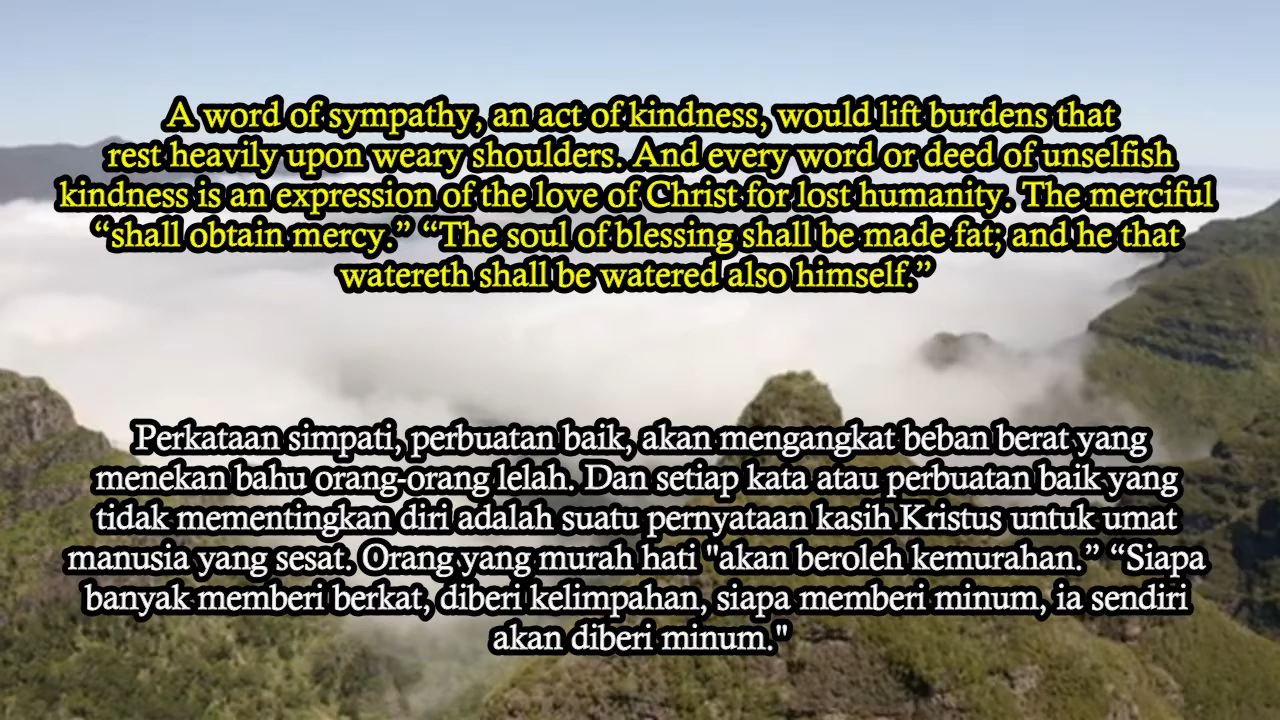 A word of sympathy, an act of kindness, would lift burdens that
rest heavily upon weary shoulders. And every word or deed of unselfish
kindness is an expression of the love of Christ for lost humanity. The merciful
“shall obtain mercy.” “The soul of blessing shall be made fat; and he that
watereth shall be watered also himself.”
Perkataan simpati, perbuatan baik, akan mengangkat beban berat yang
menekan bahu orang-orang lelah. Dan setiap kata atau perbuatan baik yang
tidak mementingkan diri adalah suatu pernyataan kasih Kristus untuk umat
manusia yang sesat. Orang yang murah hati "akan beroleh kemurahan.” “Siapa
banyak memberi berkat, diberi kelimpahan, siapa memberi minum, ia sendiri
akan diberi minum."